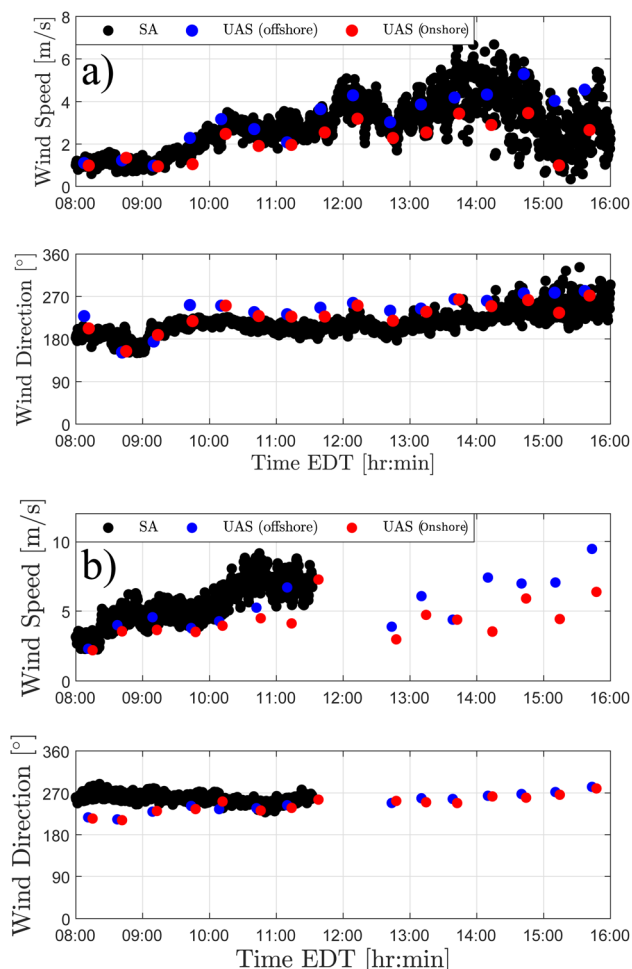 Wind Speed [m/s]
8
6
4
2
0
SA
UAS (offshore)
UAS (Onshore)
a)
08:00 09:00 10:00 11:00 12:00 13:00 14:00 15:00 16:00
Wind Direction [°]
360
270
180
90
0
08:00 09:00 10:00 11:00 12:00 13:00 14:00 15:00 16:00
Time EDT [hr:min]
Wind Speed [m/s]
10
5
0
SA
UAS (offshore)
UAS (Onshore)
b)
08:00 09:00 10:00 11:00 12:00 13:00 14:00 15:00 16:00
Wind Direction [°]
360
270
180
90
0
08:00 09:00 10:00 11:00 12:00 13:00 14:00 15:00 16:00
Time EDT [hr:min]